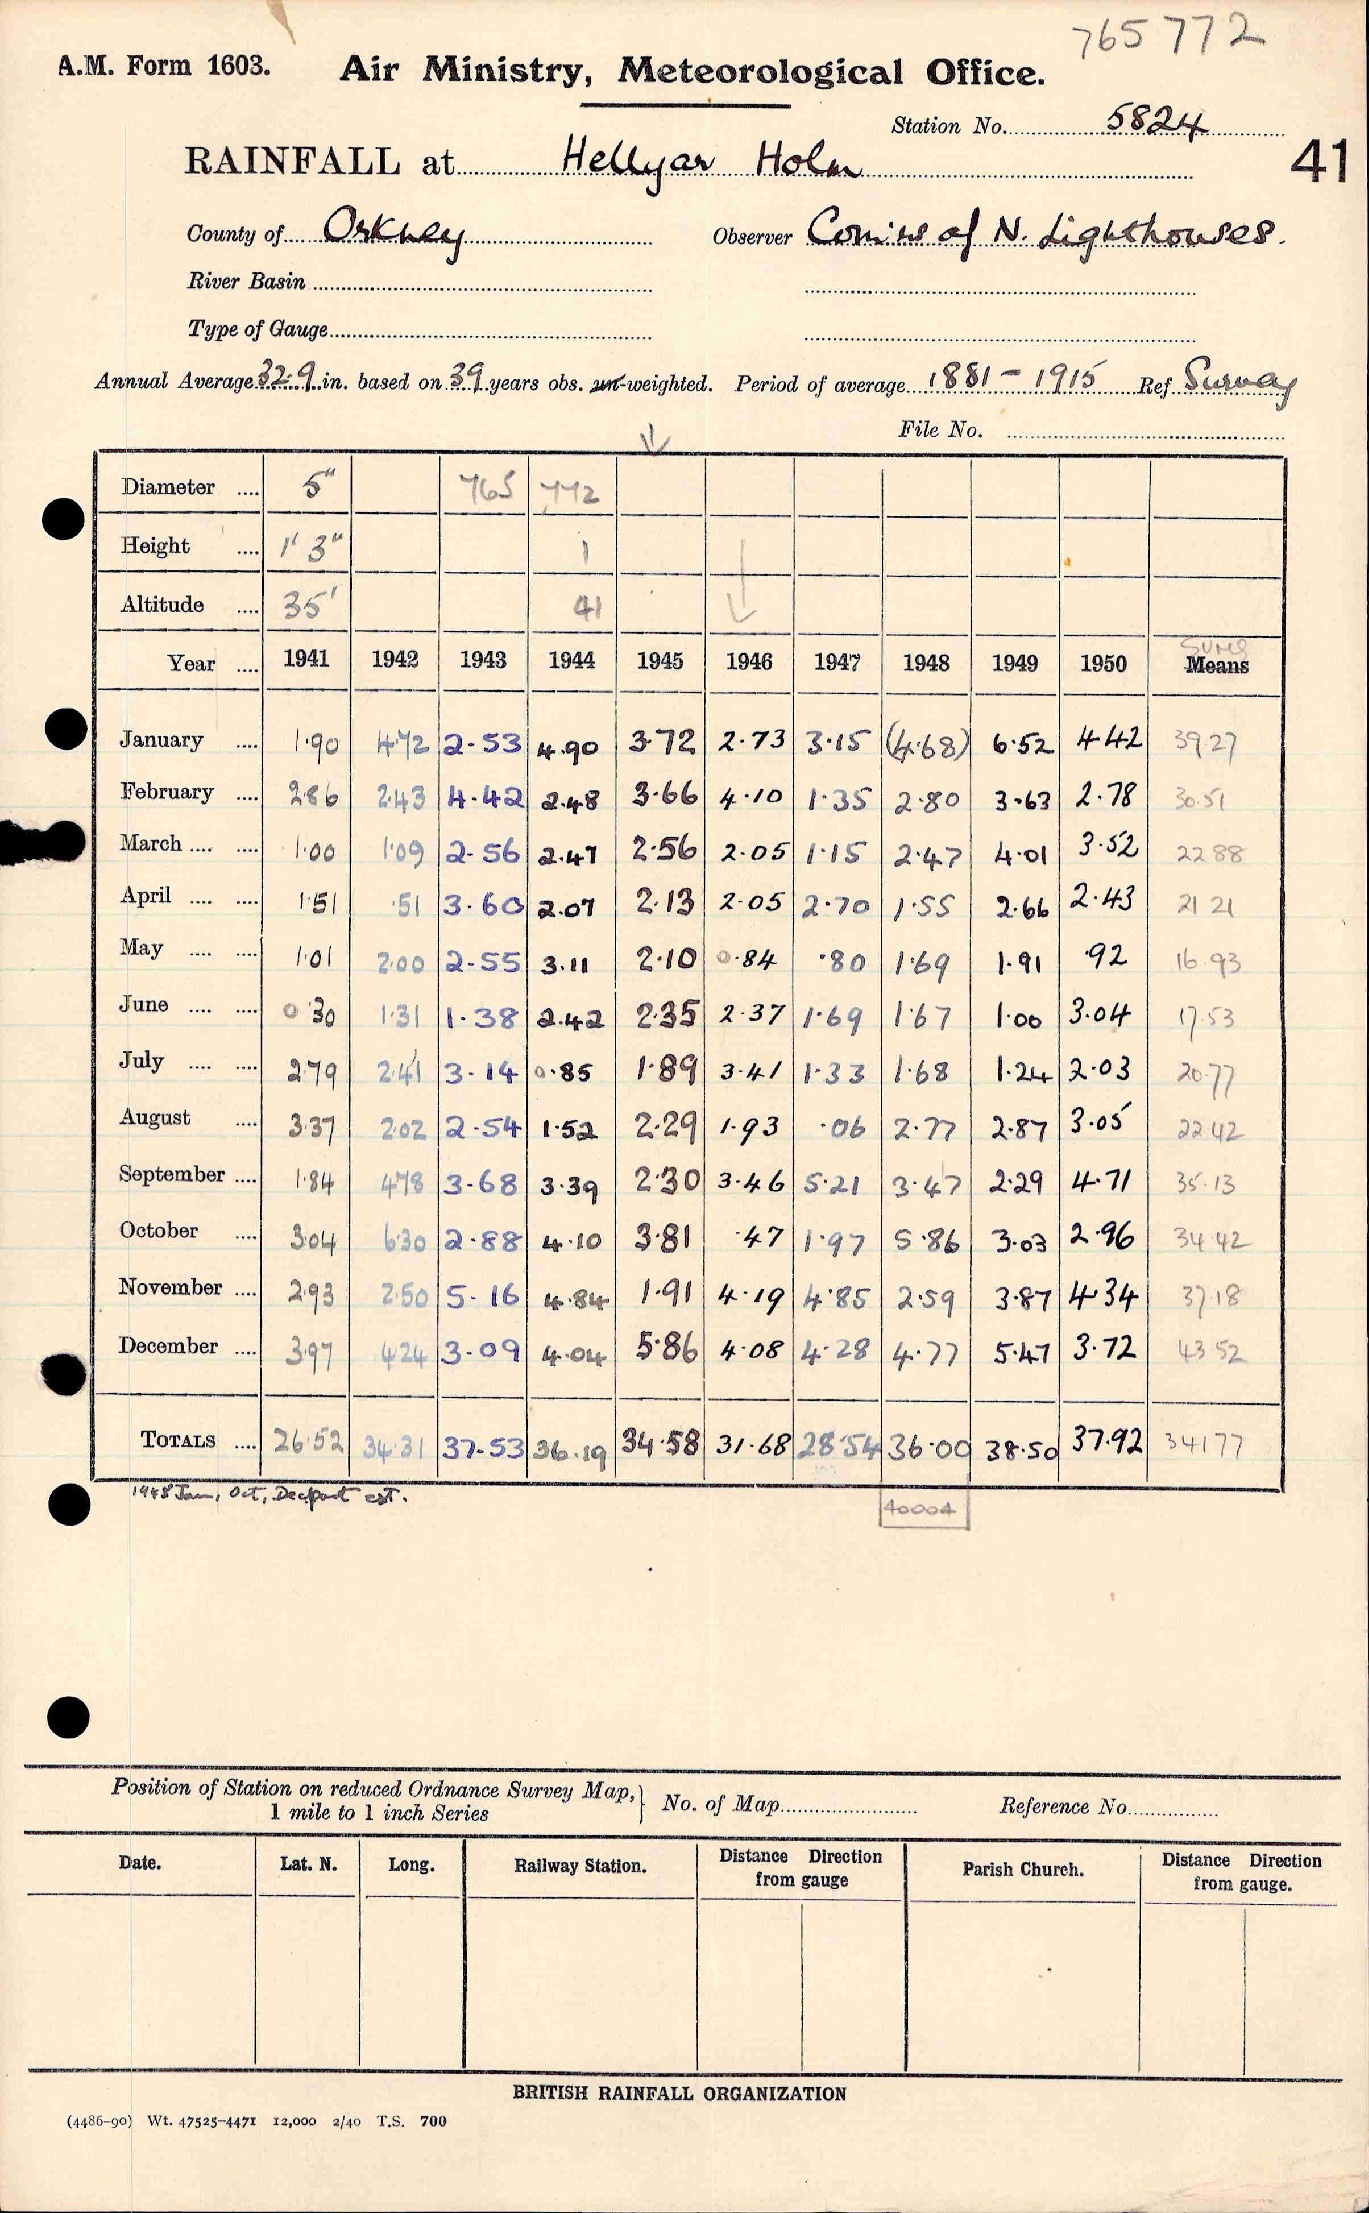 765772
A.M. Form 1603. Air Ministry, Meteorological Office.
Station No. 5824
41
RAINFALL at Hellyar Holm
County of Orkney Observer Comiss of N. Lighthouses.
River Basin
Type of Gauge
Annual Average 32.9 in. based on 39 years obs. un-weighted. Period of average 1881 - 1915 Ref Survey
File No.
Diameter .... 5" 765 772
Height .... 1' 3" 1
Altitude .... 35' 41
Year .... 1941 1942 1943 1944 1945 1946 1947 1948 1949 1950 Sums Means
January .... 1.90 4.72 2.53 4.90 3.72 2.73 3.15 (4.68) 6.52 4.42 39.27
February .... 2.86 2.43 4.42 2.48 3.66 4.10 1.35 2.80 3.63 2.78 30.51
March .... .... 1.00 1.09 2.56 2.47 2.56 2.05 1.15 2.47 4.01 3.52 22.88
April .... .... 1.51 .51 3.60 2.07 2.13 2.05 2.70 1.55 2.66 2.43 21.21
May .... .... 1.01 2.00 2.55 3.11 2.10 0.84 .80 1.69 1.91 .92 16.93
June .... .... 0.30 1.31 1.38 2.42 2.35 2.37 1.69 1.67 1.00 3.04 17.53
July .... .... 2.79 2.41 3.14 0.85 1.89 3.41 1.33 1.68 1.24 2.03 20.77
August .... 3.37 2.02 2.54 1.52 2.29 1.93 .06 2.77 2.87 3.05 22.42
September .... 1.84 4.78 3.68 3.39 2.30 3.46 5.21 3.47 2.29 4.71 35.13
October .... 3.04 6.30 2.88 4.10 3.81 .47 1.97 5.86 3.03 2.96 34.42
November .... 2.93 2.50 5.16 4.84 1.91 4.19 4.85 2.59 3.87 4.34 37.18
December .... 3.97 4.24 3.09 4.04 5.86 4.08 4.28 4.77 5.47 3.72 43.52
TOTALS .... 26.52 34.31 37.53 36.19 34.58 31.68 28.54 36.00 38.50 37.92 341.77
1948 Jan, Oct, Dec part est.
40004
Position of Station on reduced Ordnance Survey Map, } No. of Map Reference No
1 mile to 1 inch Series
Date. Lat. N. Long. Railway Station. Distance Direction from gauge Parish Church. Distance Direction from gauge.
BRITISH RAINFALL ORGANIZATION
(4486-90) Wt. 47525-4471 12,000 2/40 T.S. 700